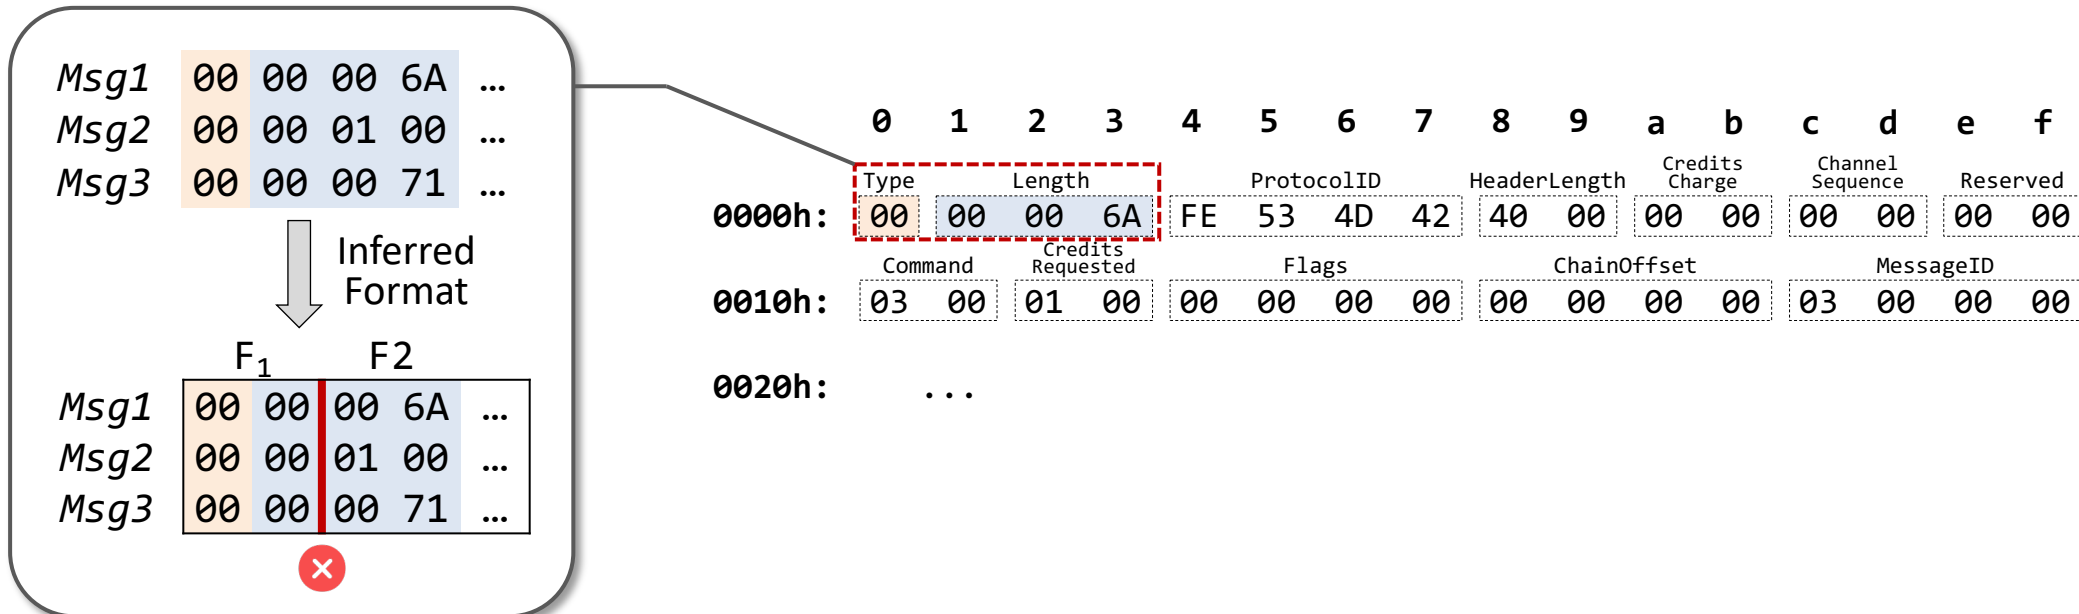 Msg1 00 00 00 6A …
Msg2 00 00 01 00 …
Msg3 00 00 00 71 …
Inferred
Format
F1 F2
Msg1 00 00 00 6A …
Msg2 00 00 01 00 …
Msg3 00 00 00 71 …
0 1 2 3 4 5 6 7 8 9 a b c d e f
Type Length ProtocolID HeaderLength Credits Charge Channel Sequence Reserved
0000h: 00 00 00 6A FE 53 4D 42 40 00 00 00 00 00 00 00
Command Credits Requested Flags ChainOffset MessageID
0010h: 03 00 01 00 00 00 00 00 00 00 00 00 03 00 00 00
0020h: ...